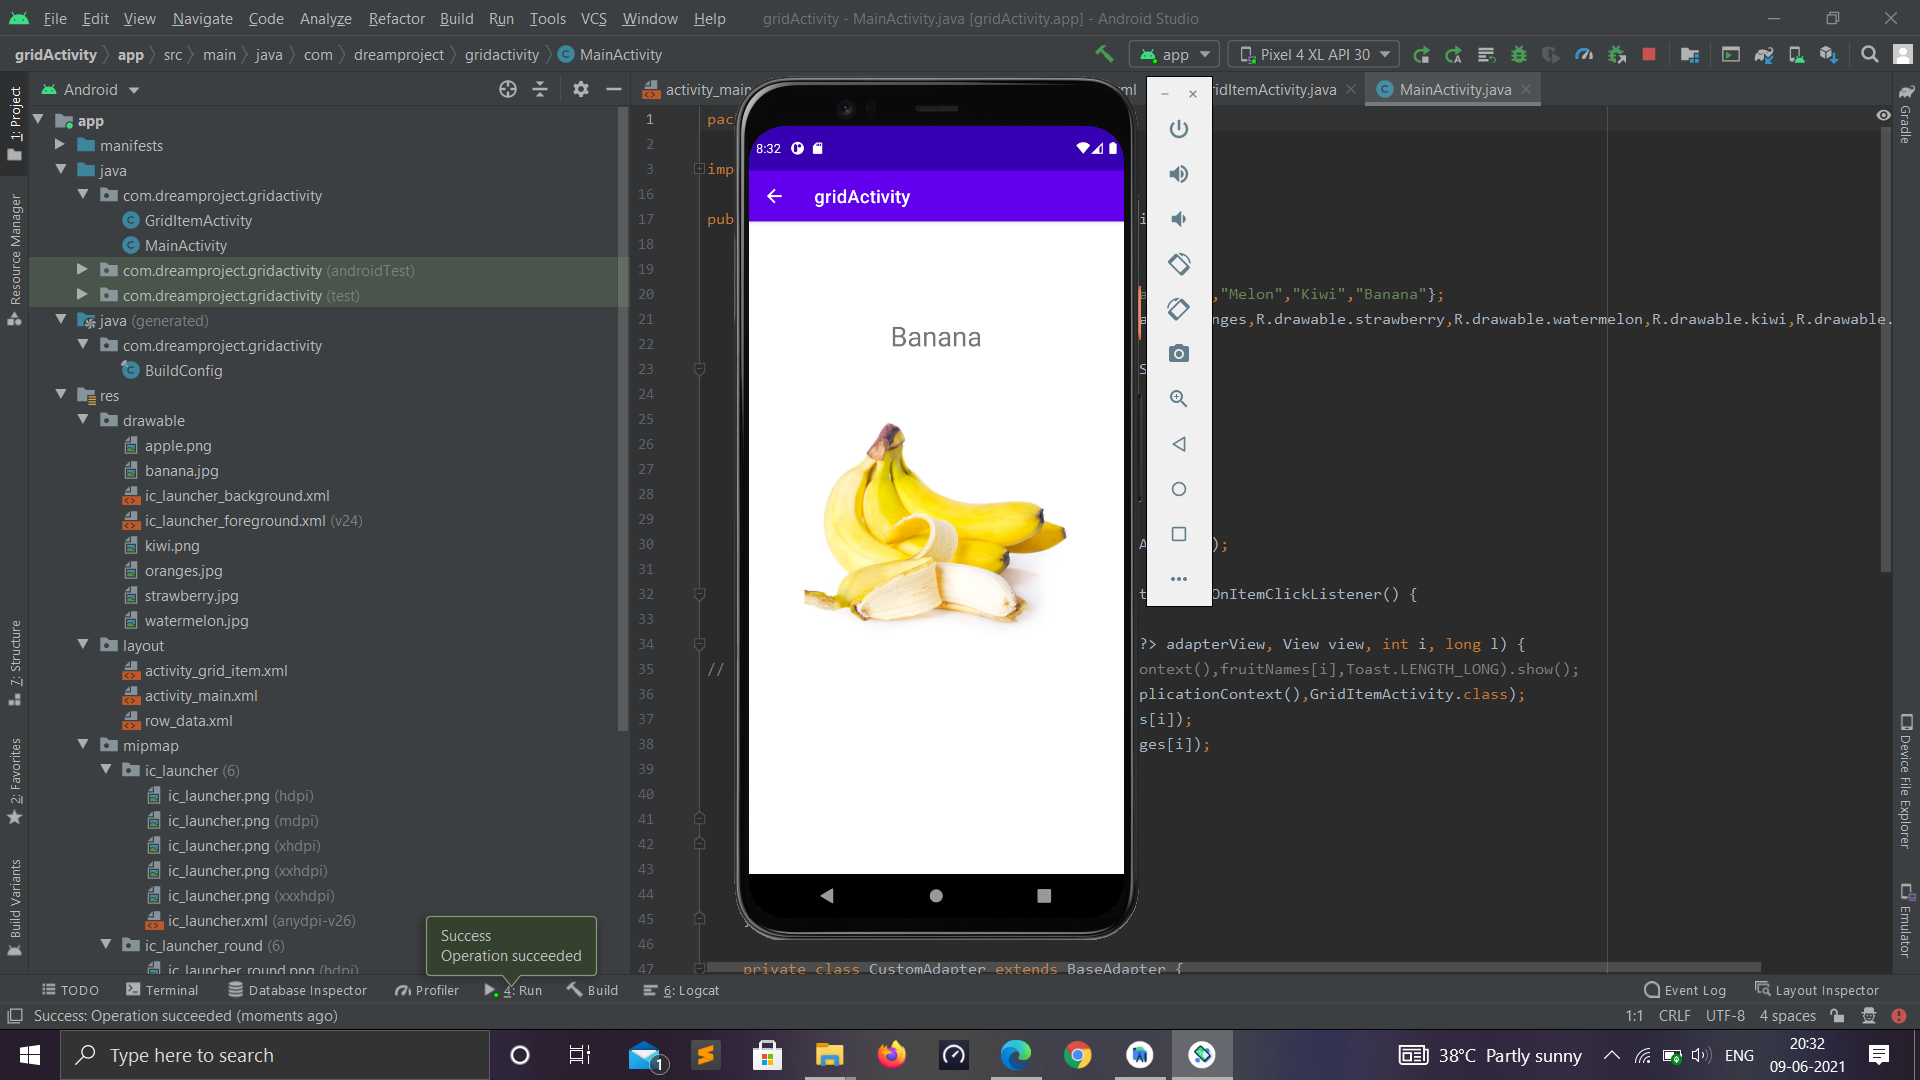 File Edit View Navigate Code Analyze Refactor Build Run Tools VCS Window Help gridActivity - MainActivity.java [gridActivity.app] - Android Studio
gridActivity app src main java com dreamproject gridactivity MainActivity app Pixel 4 XL API 30
Android activity_main ml ridItemActivity.java MainActivity.java
1: Project
Resource Manager
7: Structure
2: Favorites
Build Variants
Gradle
Device File Explorer
Emulator
app
manifests
java
com.dreamproject.gridactivity
GridItemActivity
MainActivity
com.dreamproject.gridactivity (androidTest)
com.dreamproject.gridactivity (test)
java (generated)
com.dreamproject.gridactivity
BuildConfig
res
drawable
apple.png
banana.jpg
ic_launcher_background.xml
ic_launcher_foreground.xml (v24)
kiwi.png
oranges.jpg
strawberry.jpg
watermelon.jpg
layout
activity_grid_item.xml
activity_main.xml
row_data.xml
mipmap
ic_launcher (6)
ic_launcher.png (hdpi)
ic_launcher.png (mdpi)
ic_launcher.png (xhdpi)
ic_launcher.png (xxhdpi)
ic_launcher.png (xxxhdpi)
ic_launcher.xml (anydpi-v26)
ic_launcher_round (6)
ic_launcher_round.png (hdpi)
1 pac
2
3 imp
16
17 pub i
18
19
20 ,"Melon","Kiwi","Banana"};
21 nges,R.drawable.strawberry,R.drawable.watermelon,R.drawable.kiwi,R.drawable.
22
23 S
24
25
26
27
28
29
30 A );
31
32 t OnItemClickListener() {
33
34 ?> adapterView, View view, int i, long l) {
35 // ontext(),fruitNames[i],Toast.LENGTH_LONG).show();
36 plicationContext(),GridItemActivity.class);
37 s[i]);
38 ges[i]);
39
40
41
42
43
44
45 }
46
47 private class CustomAdapter extends BaseAdapter {
8:32
gridActivity
Banana
Success
Operation succeeded
TODO Terminal Database Inspector Profiler 4: Run Build 6: Logcat Event Log Layout Inspector
Success: Operation succeeded (moments ago) 1:1 CRLF UTF-8 4 spaces
Type here to search 1 38°C Partly sunny ENG 20:32
09-06-2021